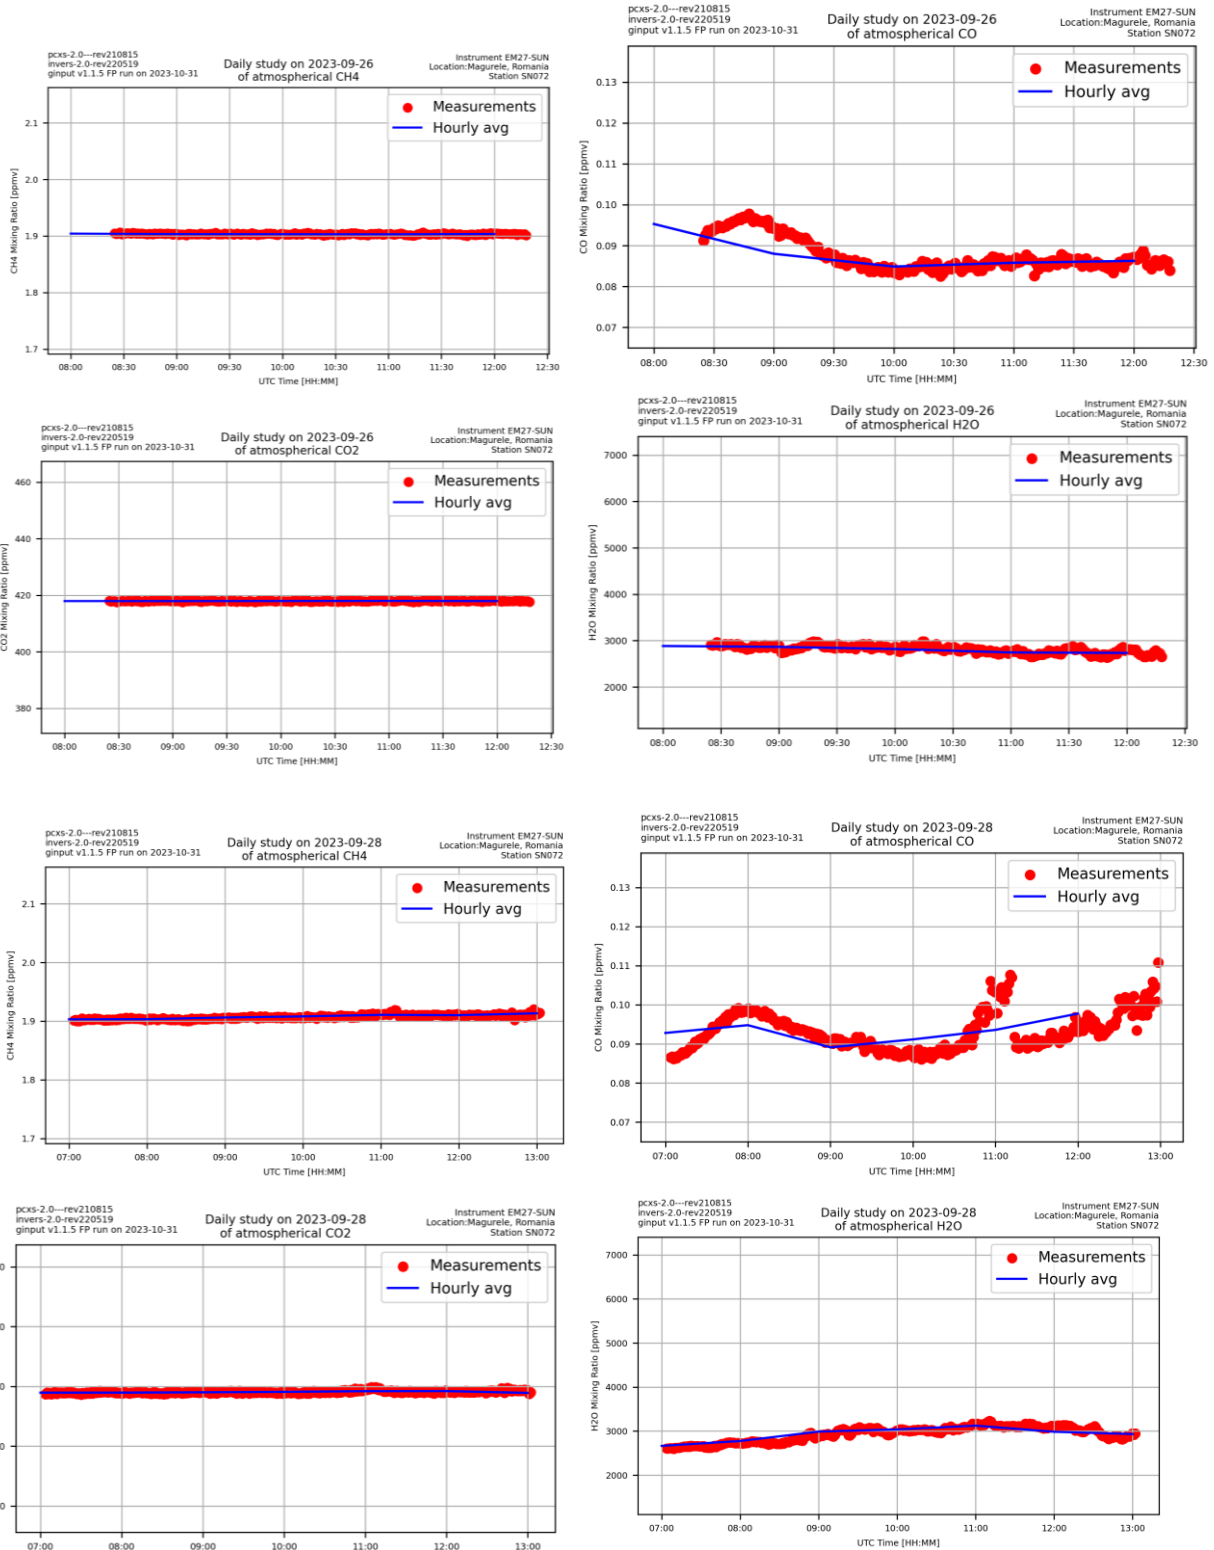 pcxs-2.0---rev210815
invers-2.0-rev220519
ginput v1.1.5 FP run on 2023-10-31
Daily study on 2023-09-26
of atmospherical CH4
Instrument EM27-SUN
Location:Magurele, Romania
Station SN072
Measurements
Hourly avg
CH4 Mixing Ratio [ppmv]
2.1
2.0
1.9
1.8
1.7
08:00 08:30 09:00 09:30 10:00 10:30 11:00 11:30 12:00 12:30
UTC Time [HH:MM]
pcxs-2.0---rev210815
invers-2.0-rev220519
ginput v1.1.5 FP run on 2023-10-31
Daily study on 2023-09-26
of atmospherical CO
Instrument EM27-SUN
Location:Magurele, Romania
Station SN072
Measurements
Hourly avg
CO Mixing Ratio [ppmv]
0.13
0.12
0.11
0.10
0.09
0.08
0.07
08:00 08:30 09:00 09:30 10:00 10:30 11:00 11:30 12:00 12:30
UTC Time [HH:MM]
pcxs-2.0---rev210815
invers-2.0-rev220519
ginput v1.1.5 FP run on 2023-10-31
Daily study on 2023-09-26
of atmospherical CO2
Instrument EM27-SUN
Location:Magurele, Romania
Station SN072
Measurements
Hourly avg
CO2 Mixing Ratio [ppmv]
460
440
420
400
380
08:00 08:30 09:00 09:30 10:00 10:30 11:00 11:30 12:00 12:30
UTC Time [HH:MM]
pcxs-2.0---rev210815
invers-2.0-rev220519
ginput v1.1.5 FP run on 2023-10-31
Daily study on 2023-09-26
of atmospherical H2O
Instrument EM27-SUN
Location:Magurele, Romania
Station SN072
Measurements
Hourly avg
H2O Mixing Ratio [ppmv]
7000
6000
5000
4000
3000
2000
08:00 08:30 09:00 09:30 10:00 10:30 11:00 11:30 12:00 12:30
UTC Time [HH:MM]
pcxs-2.0---rev210815
invers-2.0-rev220519
ginput v1.1.5 FP run on 2023-10-31
Daily study on 2023-09-28
of atmospherical CH4
Instrument EM27-SUN
Location:Magurele, Romania
Station SN072
Measurements
Hourly avg
CH4 Mixing Ratio [ppmv]
2.1
2.0
1.9
1.8
1.7
07:00 08:00 09:00 10:00 11:00 12:00 13:00
UTC Time [HH:MM]
pcxs-2.0---rev210815
invers-2.0-rev220519
ginput v1.1.5 FP run on 2023-10-31
Daily study on 2023-09-28
of atmospherical CO
Instrument EM27-SUN
Location:Magurele, Romania
Station SN072
Measurements
Hourly avg
CO Mixing Ratio [ppmv]
0.13
0.12
0.11
0.10
0.09
0.08
0.07
07:00 08:00 09:00 10:00 11:00 12:00 13:00
UTC Time [HH:MM]
pcxs-2.0---rev210815
invers-2.0-rev220519
ginput v1.1.5 FP run on 2023-10-31
Daily study on 2023-09-28
of atmospherical CO2
Instrument EM27-SUN
Location:Magurele, Romania
Station SN072
Measurements
Hourly avg
0
0
0
0
0
07:00 08:00 09:00 10:00 11:00 12:00 13:00
UTC Time [HH:MM]
pcxs-2.0---rev210815
invers-2.0-rev220519
ginput v1.1.5 FP run on 2023-10-31
Daily study on 2023-09-28
of atmospherical H2O
Instrument EM27-SUN
Location:Magurele, Romania
Station SN072
Measurements
Hourly avg
H2O Mixing Ratio [ppmv]
7000
6000
5000
4000
3000
2000
07:00 08:00 09:00 10:00 11:00 12:00 13:00
UTC Time [HH:MM]